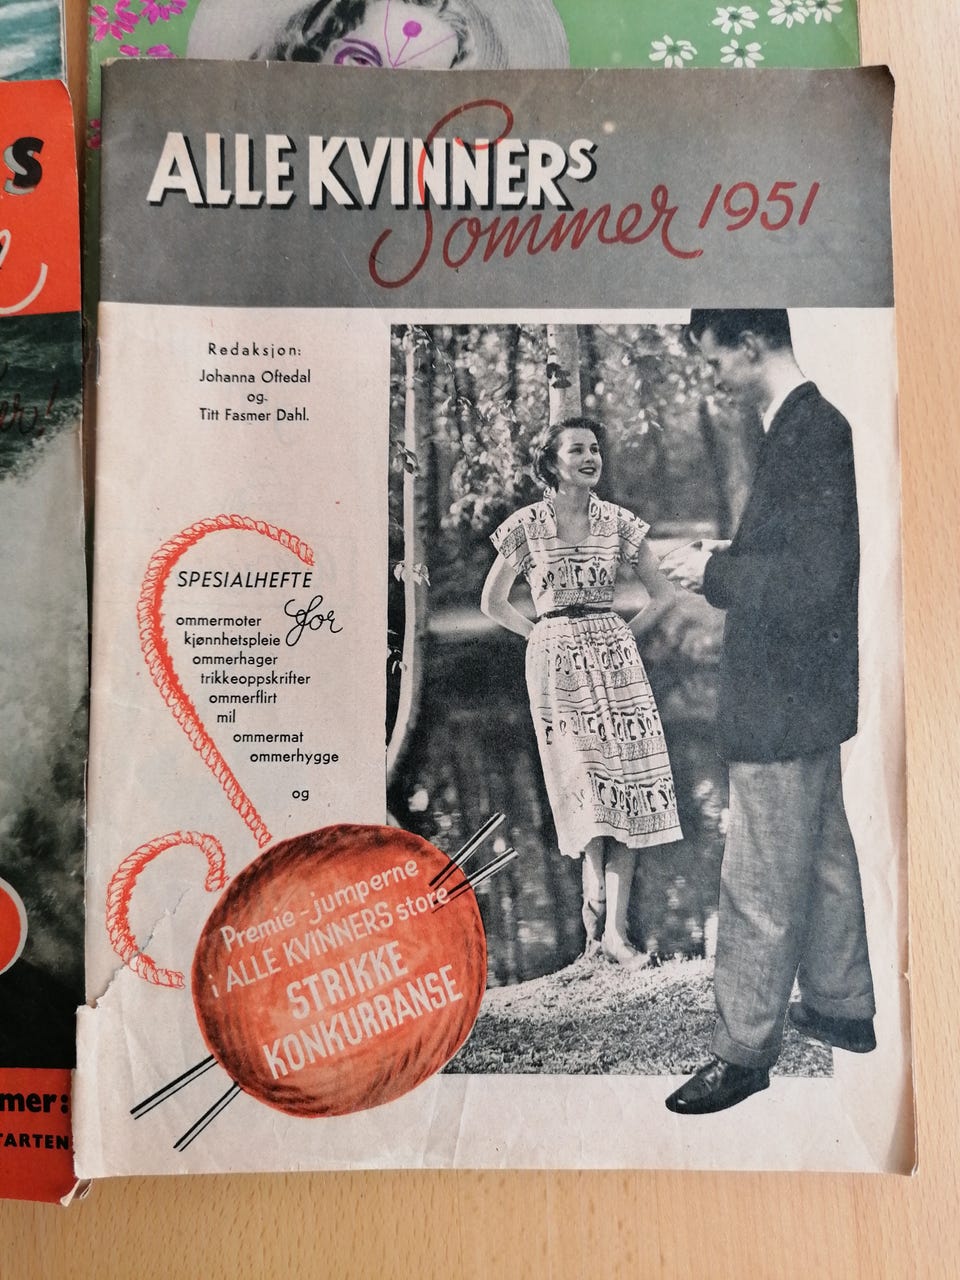 ALLE KVINNERS
Sommer 1951
Redaksjon:
Johanna Oftedal
og
Titt Fasmer Dahl.
SPESIALHEFTE
for
ommermoter
kjønnhetspleie
ommerhager
trikkeoppskrifter
ommerflirt
mil
ommermat
ommerhygge
og
Premie-jumperne
i ALLE KVINNERS store
STRIKKE
KONKURRANSE
S
mer:
TARTEN